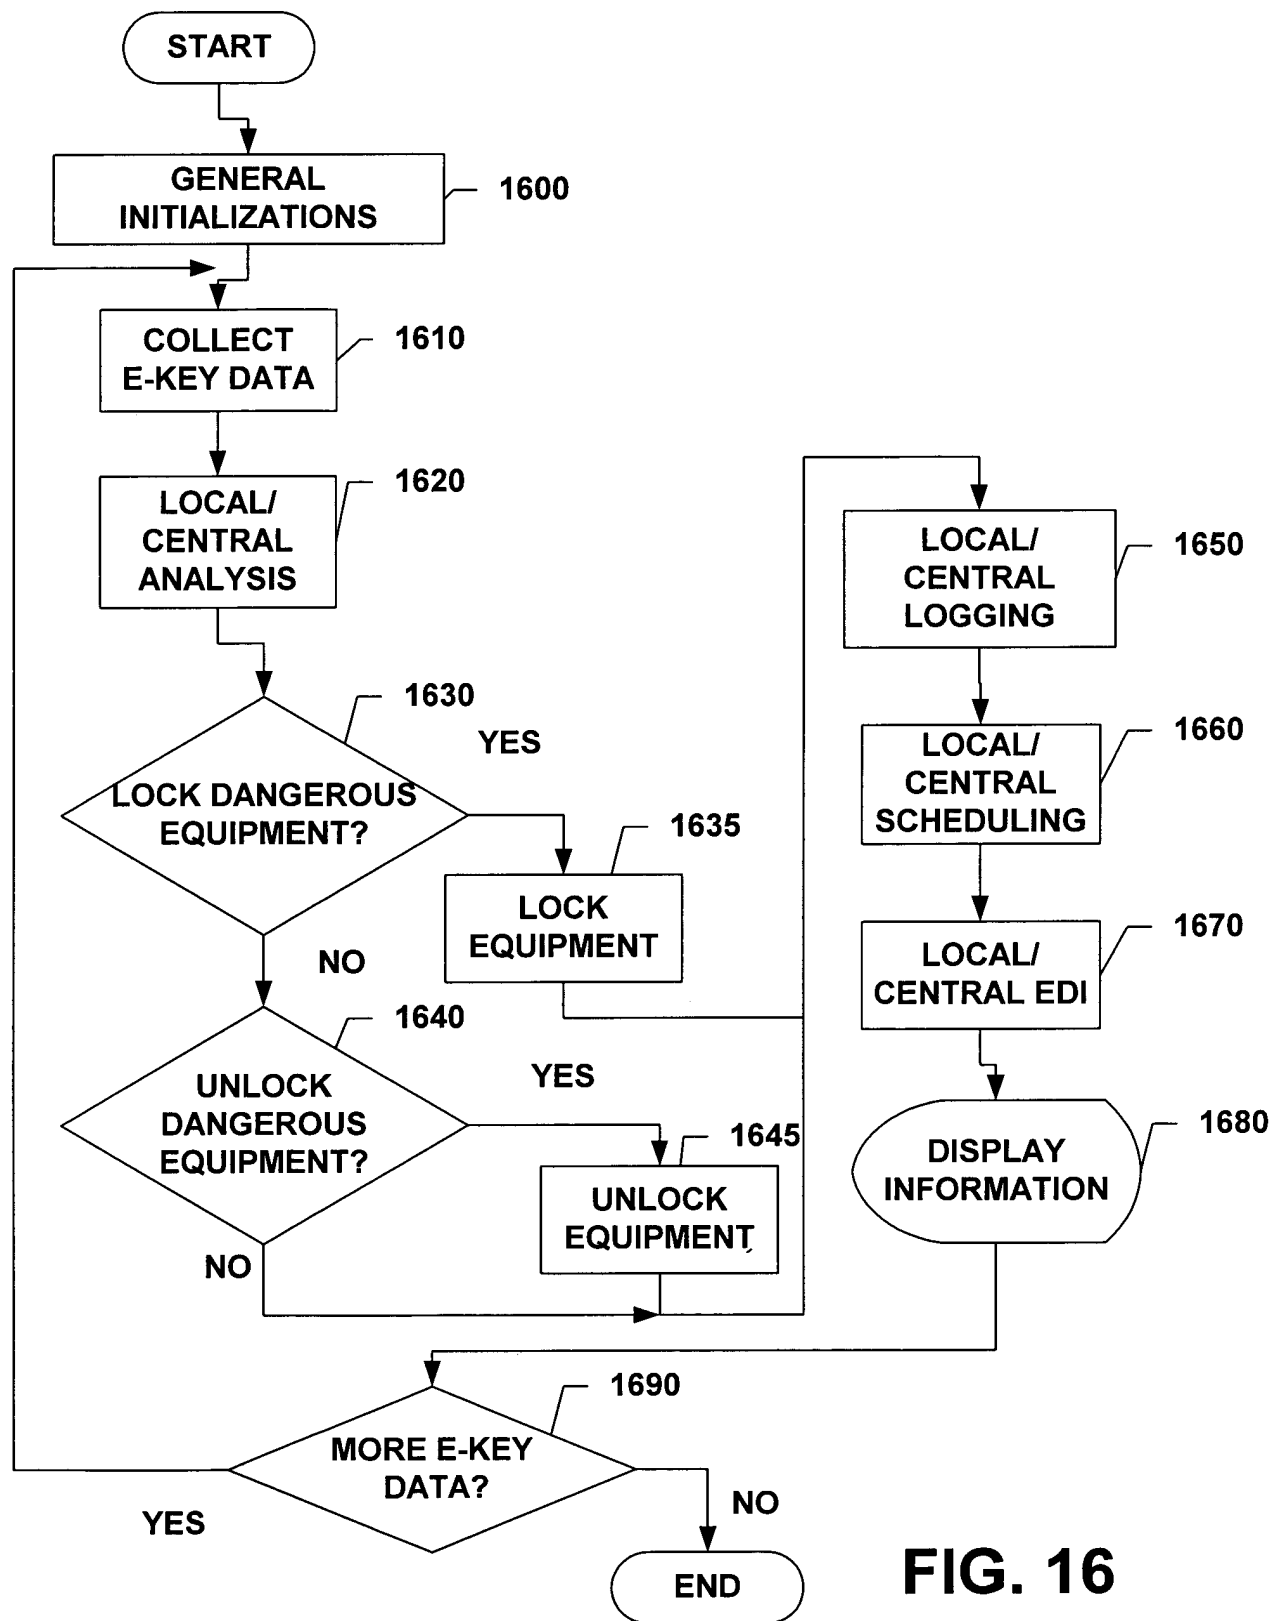 START
GENERAL
INITIALIZATIONS
1600
COLLECT
E-KEY DATA
1610
LOCAL/
CENTRAL
ANALYSIS
1620
LOCK DANGEROUS
EQUIPMENT?
1630
YES
LOCK
EQUIPMENT
1635
NO
UNLOCK
DANGEROUS
EQUIPMENT?
1640
YES
UNLOCK
EQUIPMENT
1645
NO
LOCAL/
CENTRAL
LOGGING
1650
LOCAL/
CENTRAL
SCHEDULING
1660
LOCAL/
CENTRAL EDI
1670
DISPLAY
INFORMATION
1680
MORE E-KEY
DATA?
1690
YES
NO
END
FIG. 16